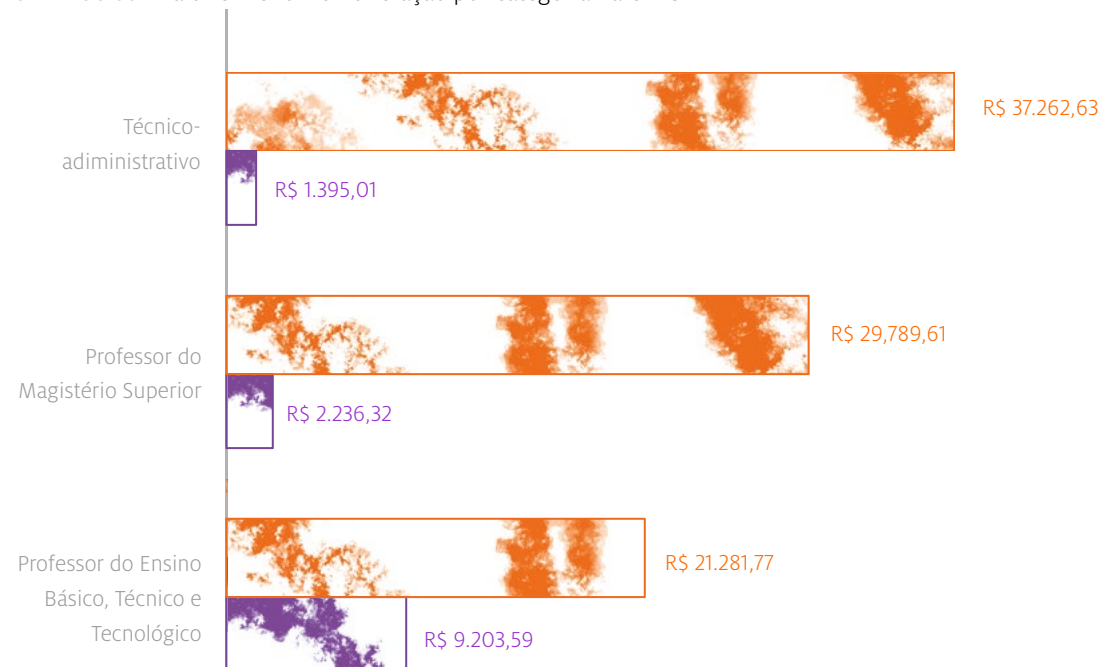 Técnico-
adiministrativo
R$ 37.262,63
R$ 1.395,01
Professor do
Magistério Superior
R$ 29,789,61
R$ 2.236,32
Professor do Ensino
Básico, Técnico e
Tecnológico
R$ 21.281,77
R$ 9.203,59